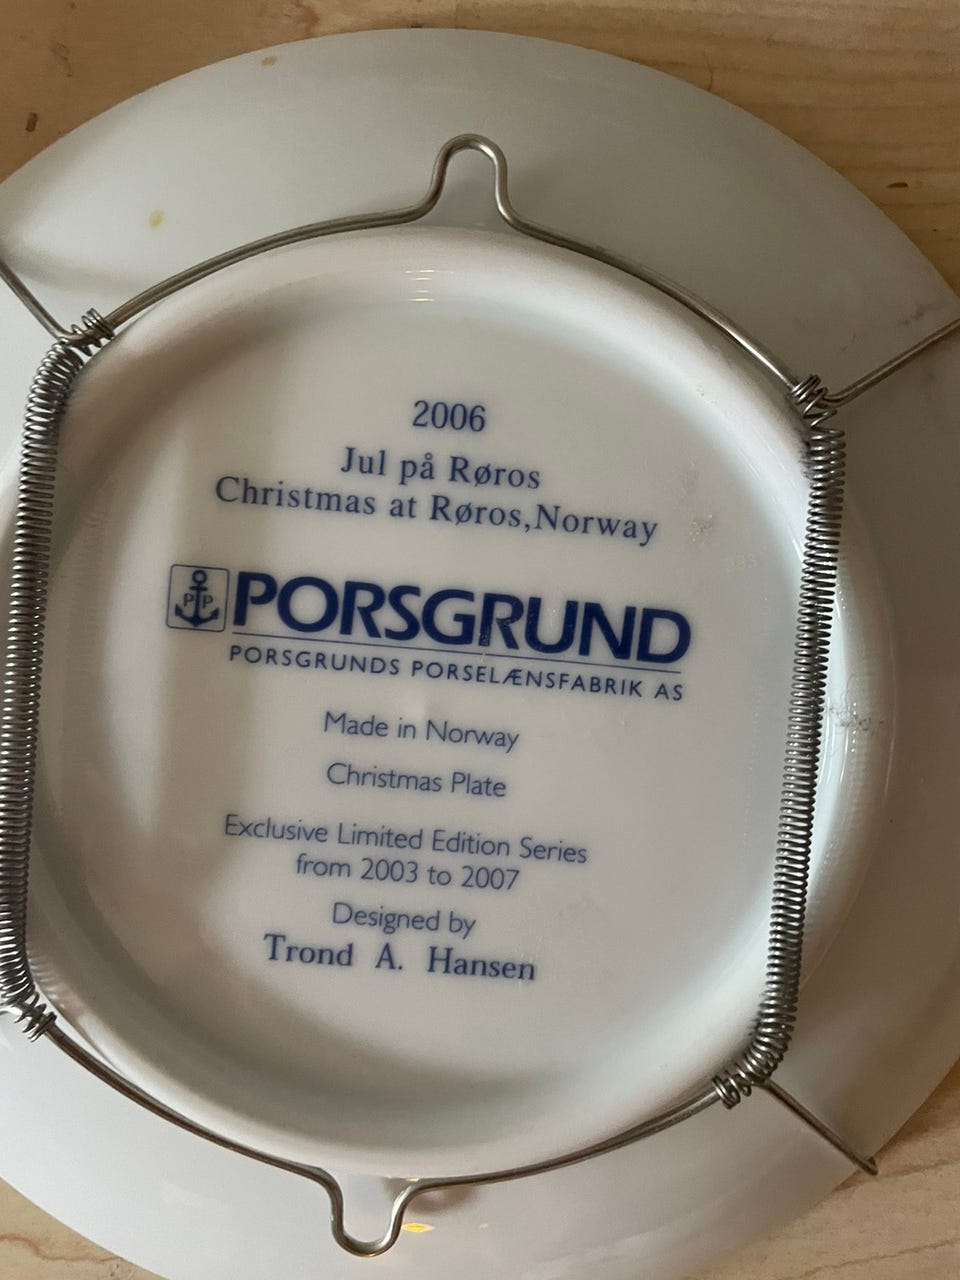 2006
Jul på Røros
Christmas at Røros,Norway
P P
PORSGRUND
PORSGRUNDS PORSELÆNSFABRIK AS
Made in Norway
Christmas Plate
Exclusive Limited Edition Series
from 2003 to 2007
Designed by
Trond A. Hansen